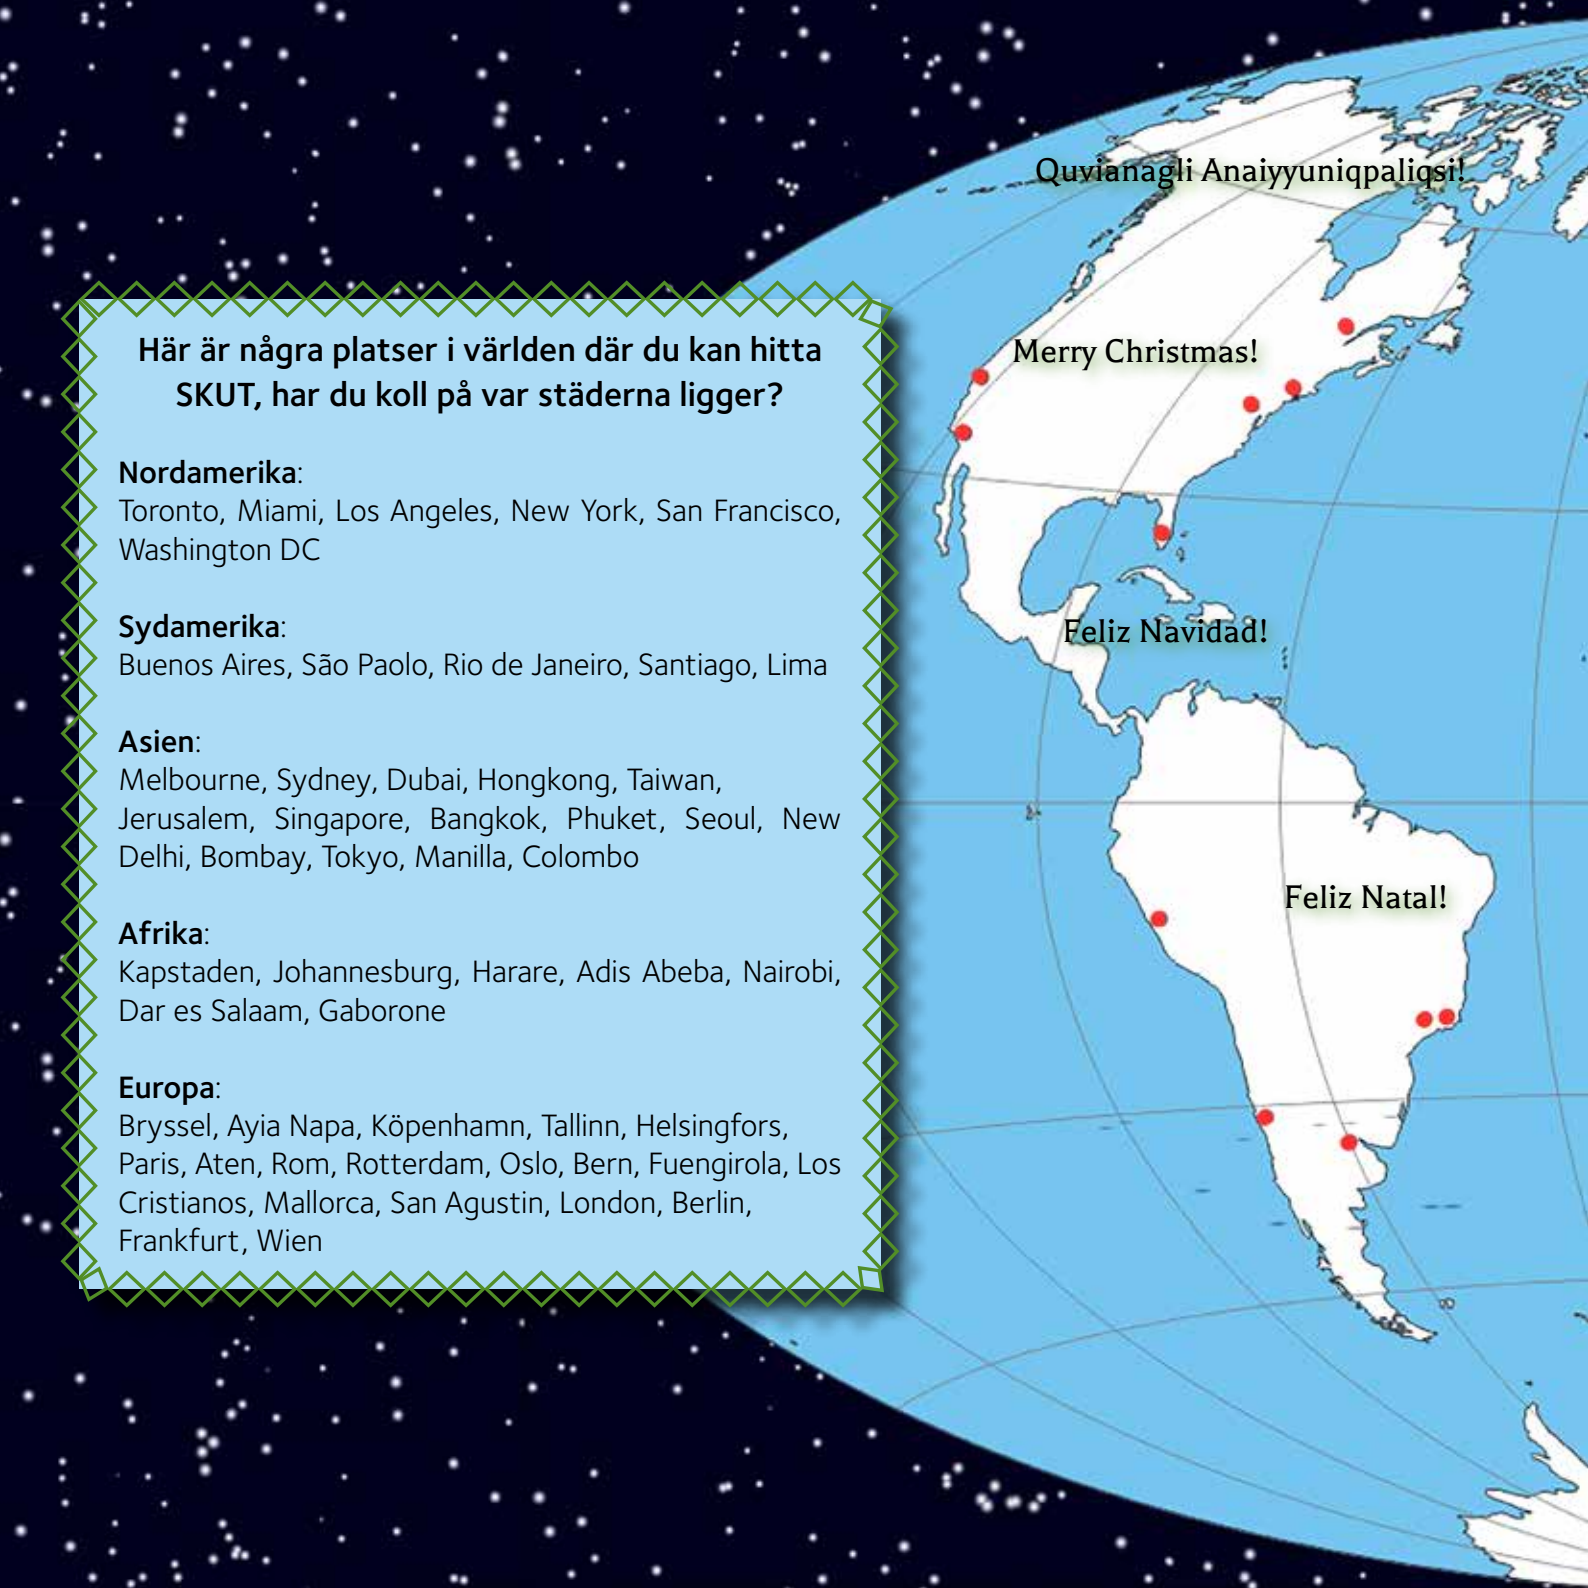 Quvianagli Anaiyyuniqpaliqsi!
Merry Christmas!
Feliz Navidad!
Feliz Natal!
Här är några platser i världen där du kan hitta
SKUT, har du koll på var städerna ligger?
Nordamerika:
Toronto, Miami, Los Angeles, New York, San Francisco,
Washington DC
Sydamerika:
Buenos Aires, São Paolo, Rio de Janeiro, Santiago, Lima
Asien:
Melbourne, Sydney, Dubai, Hongkong, Taiwan,
Jerusalem, Singapore, Bangkok, Phuket, Seoul, New
Delhi, Bombay, Tokyo, Manilla, Colombo
Afrika:
Kapstaden, Johannesburg, Harare, Adis Abeba, Nairobi,
Dar es Salaam, Gaborone
Europa:
Bryssel, Ayia Napa, Köpenhamn, Tallinn, Helsingfors,
Paris, Aten, Rom, Rotterdam, Oslo, Bern, Fuengirola, Los
Cristianos, Mallorca, San Agustin, London, Berlin,
Frankfurt, Wien